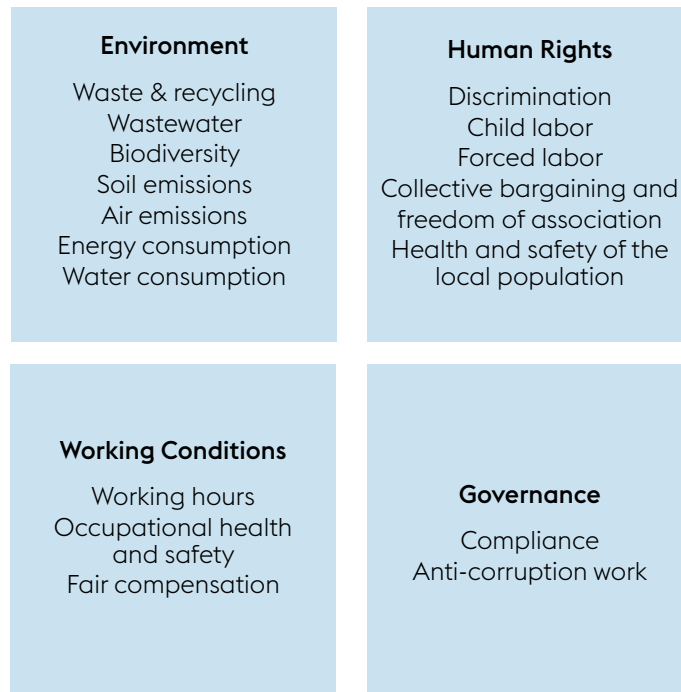 Environment
Waste & recycling
Wastewater
Biodiversity
Soil emissions
Air emissions
Energy consumption
Water consumption
Human Rights
Discrimination
Child labor
Forced labor
Collective bargaining and
freedom of association
Health and safety of the
local population
Working Conditions
Working hours
Occupational health
and safety
Fair compensation
Governance
Compliance
Anti-corruption work